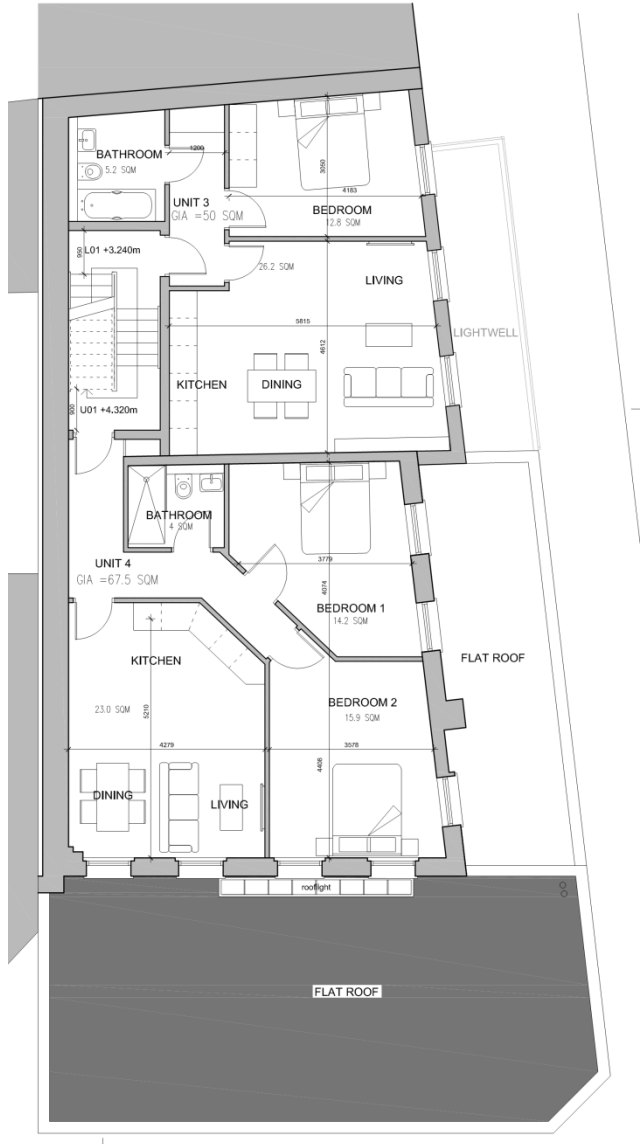 BATHROOM
5.2 SQM
1200
3050
4183
UNIT 3
GIA =50 SQM
BEDROOM
12.8 SQM
950
L01 +3.240m
26.2 SQM
LIVING
5815
4612
LIGHTWELL
KITCHEN
DINING
900
U01 +4.320m
BATHROOM
4 SQM
UNIT 4
GIA =67.5 SQM
3779
4074
BEDROOM 1
14.2 SQM
KITCHEN
FLAT ROOF
23.0 SQM
5210
BEDROOM 2
15.9 SQM
4279
3578
4406
DINING
LIVING
rooflight
FLAT ROOF